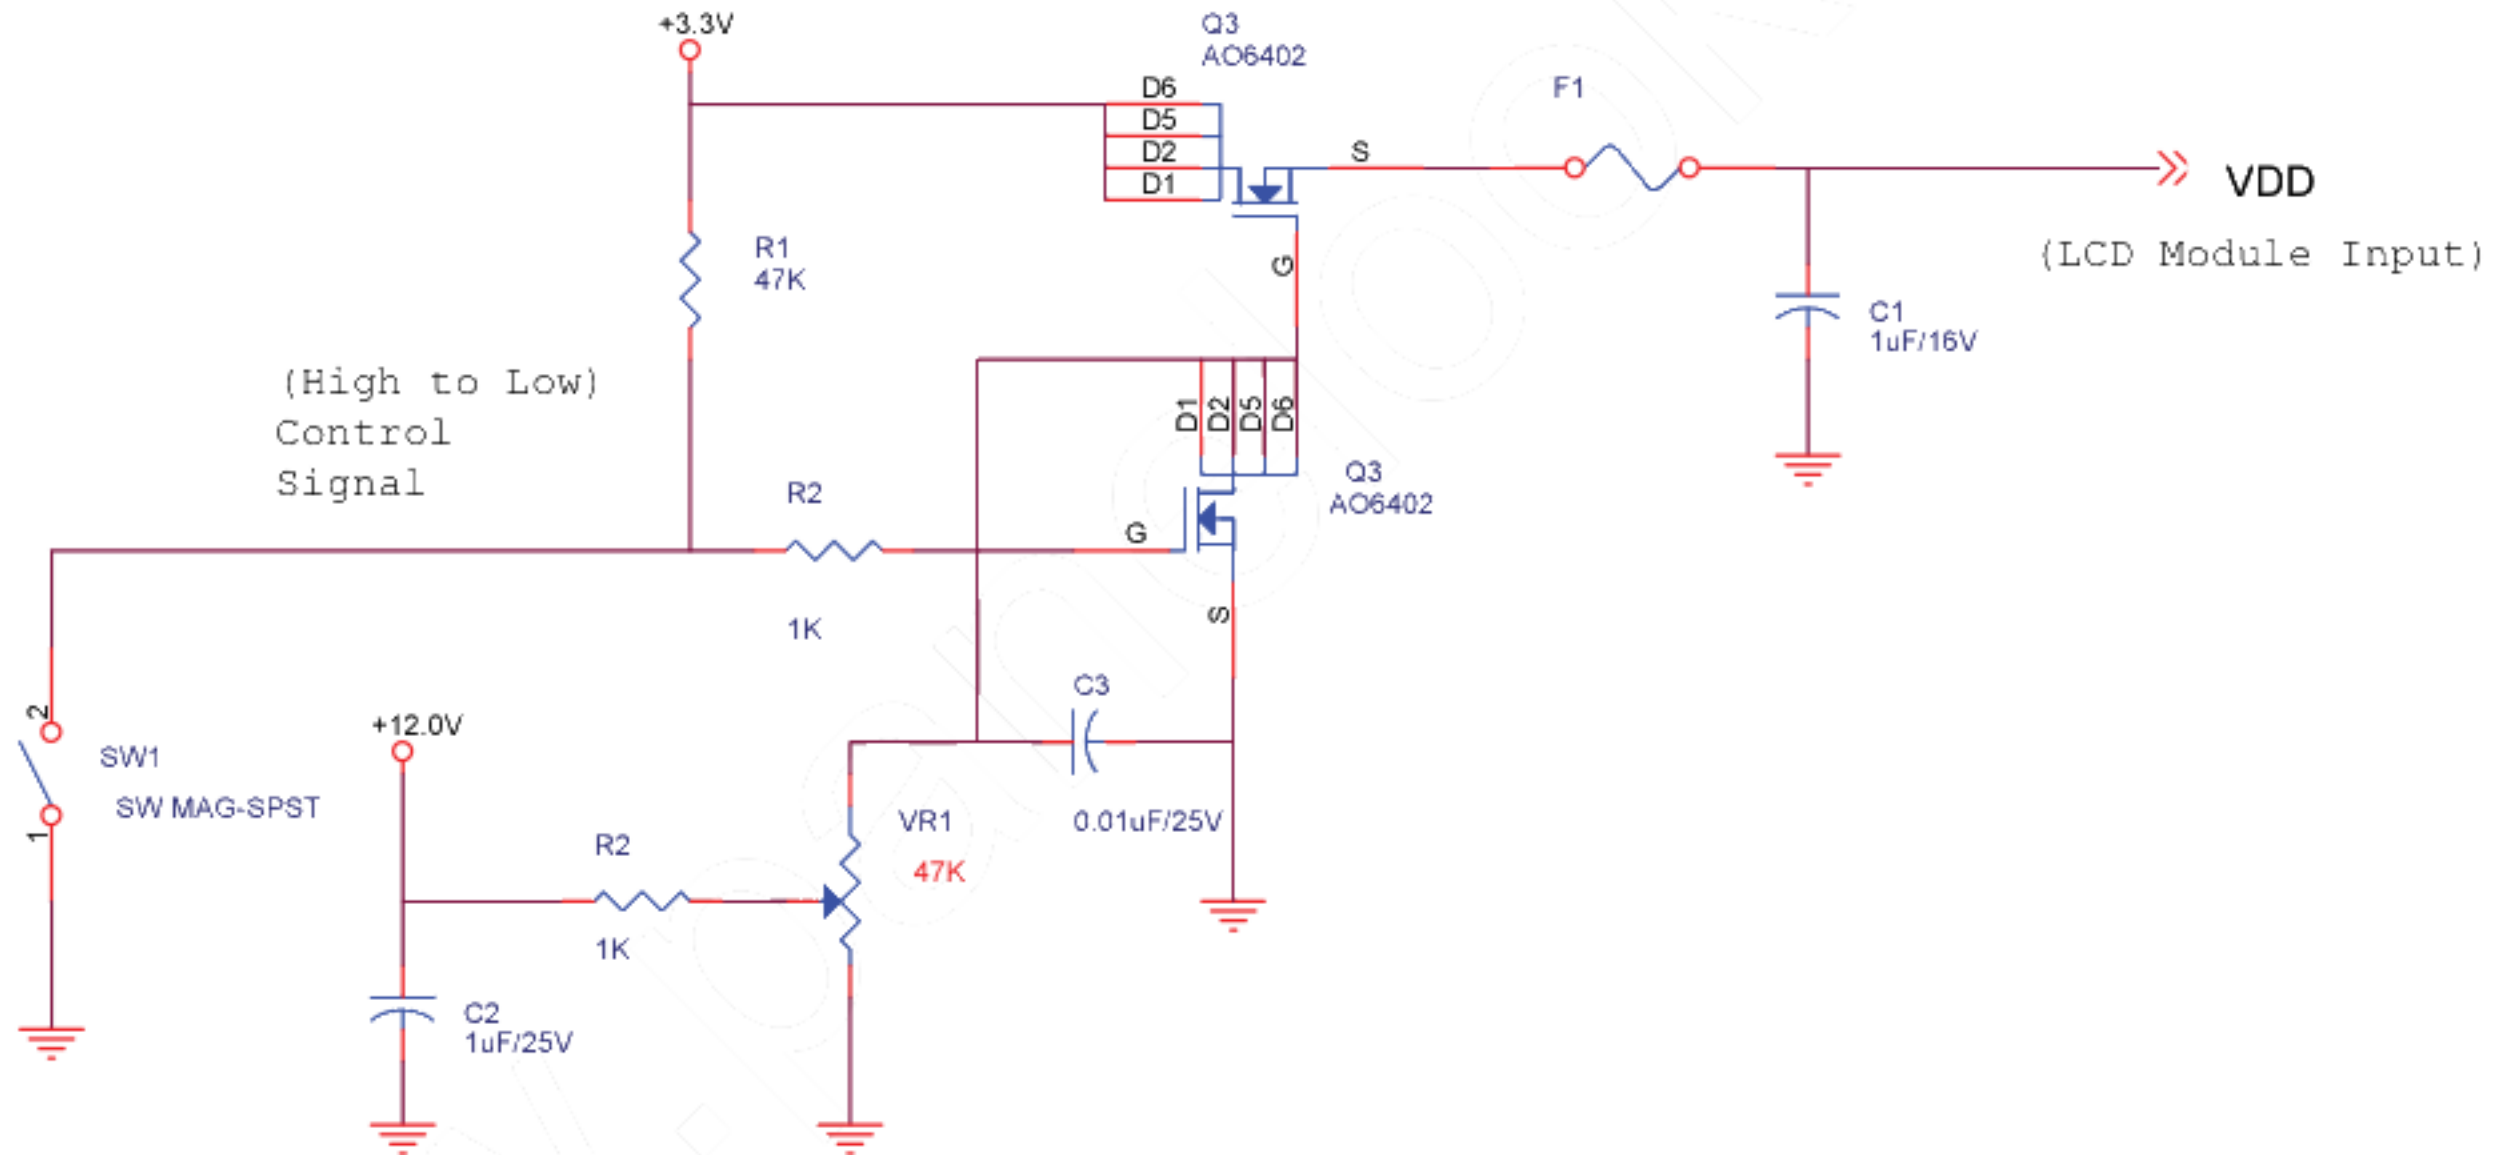 +3.3V
Q3
AO6402
D6
D5
D2
D1
S
F1
VDD
(LCD Module Input)
G
R1
47K
C1
1uF/16V
(High to Low)
Control
Signal
D1
D2
D5
D6
Q3
AO6402
R2
G
1K
S
C3
2
+12.0V
SW1
SW MAG-SPST
1
R2
VR1
0.01uF/25V
47K
1K
C2
1uF/25V